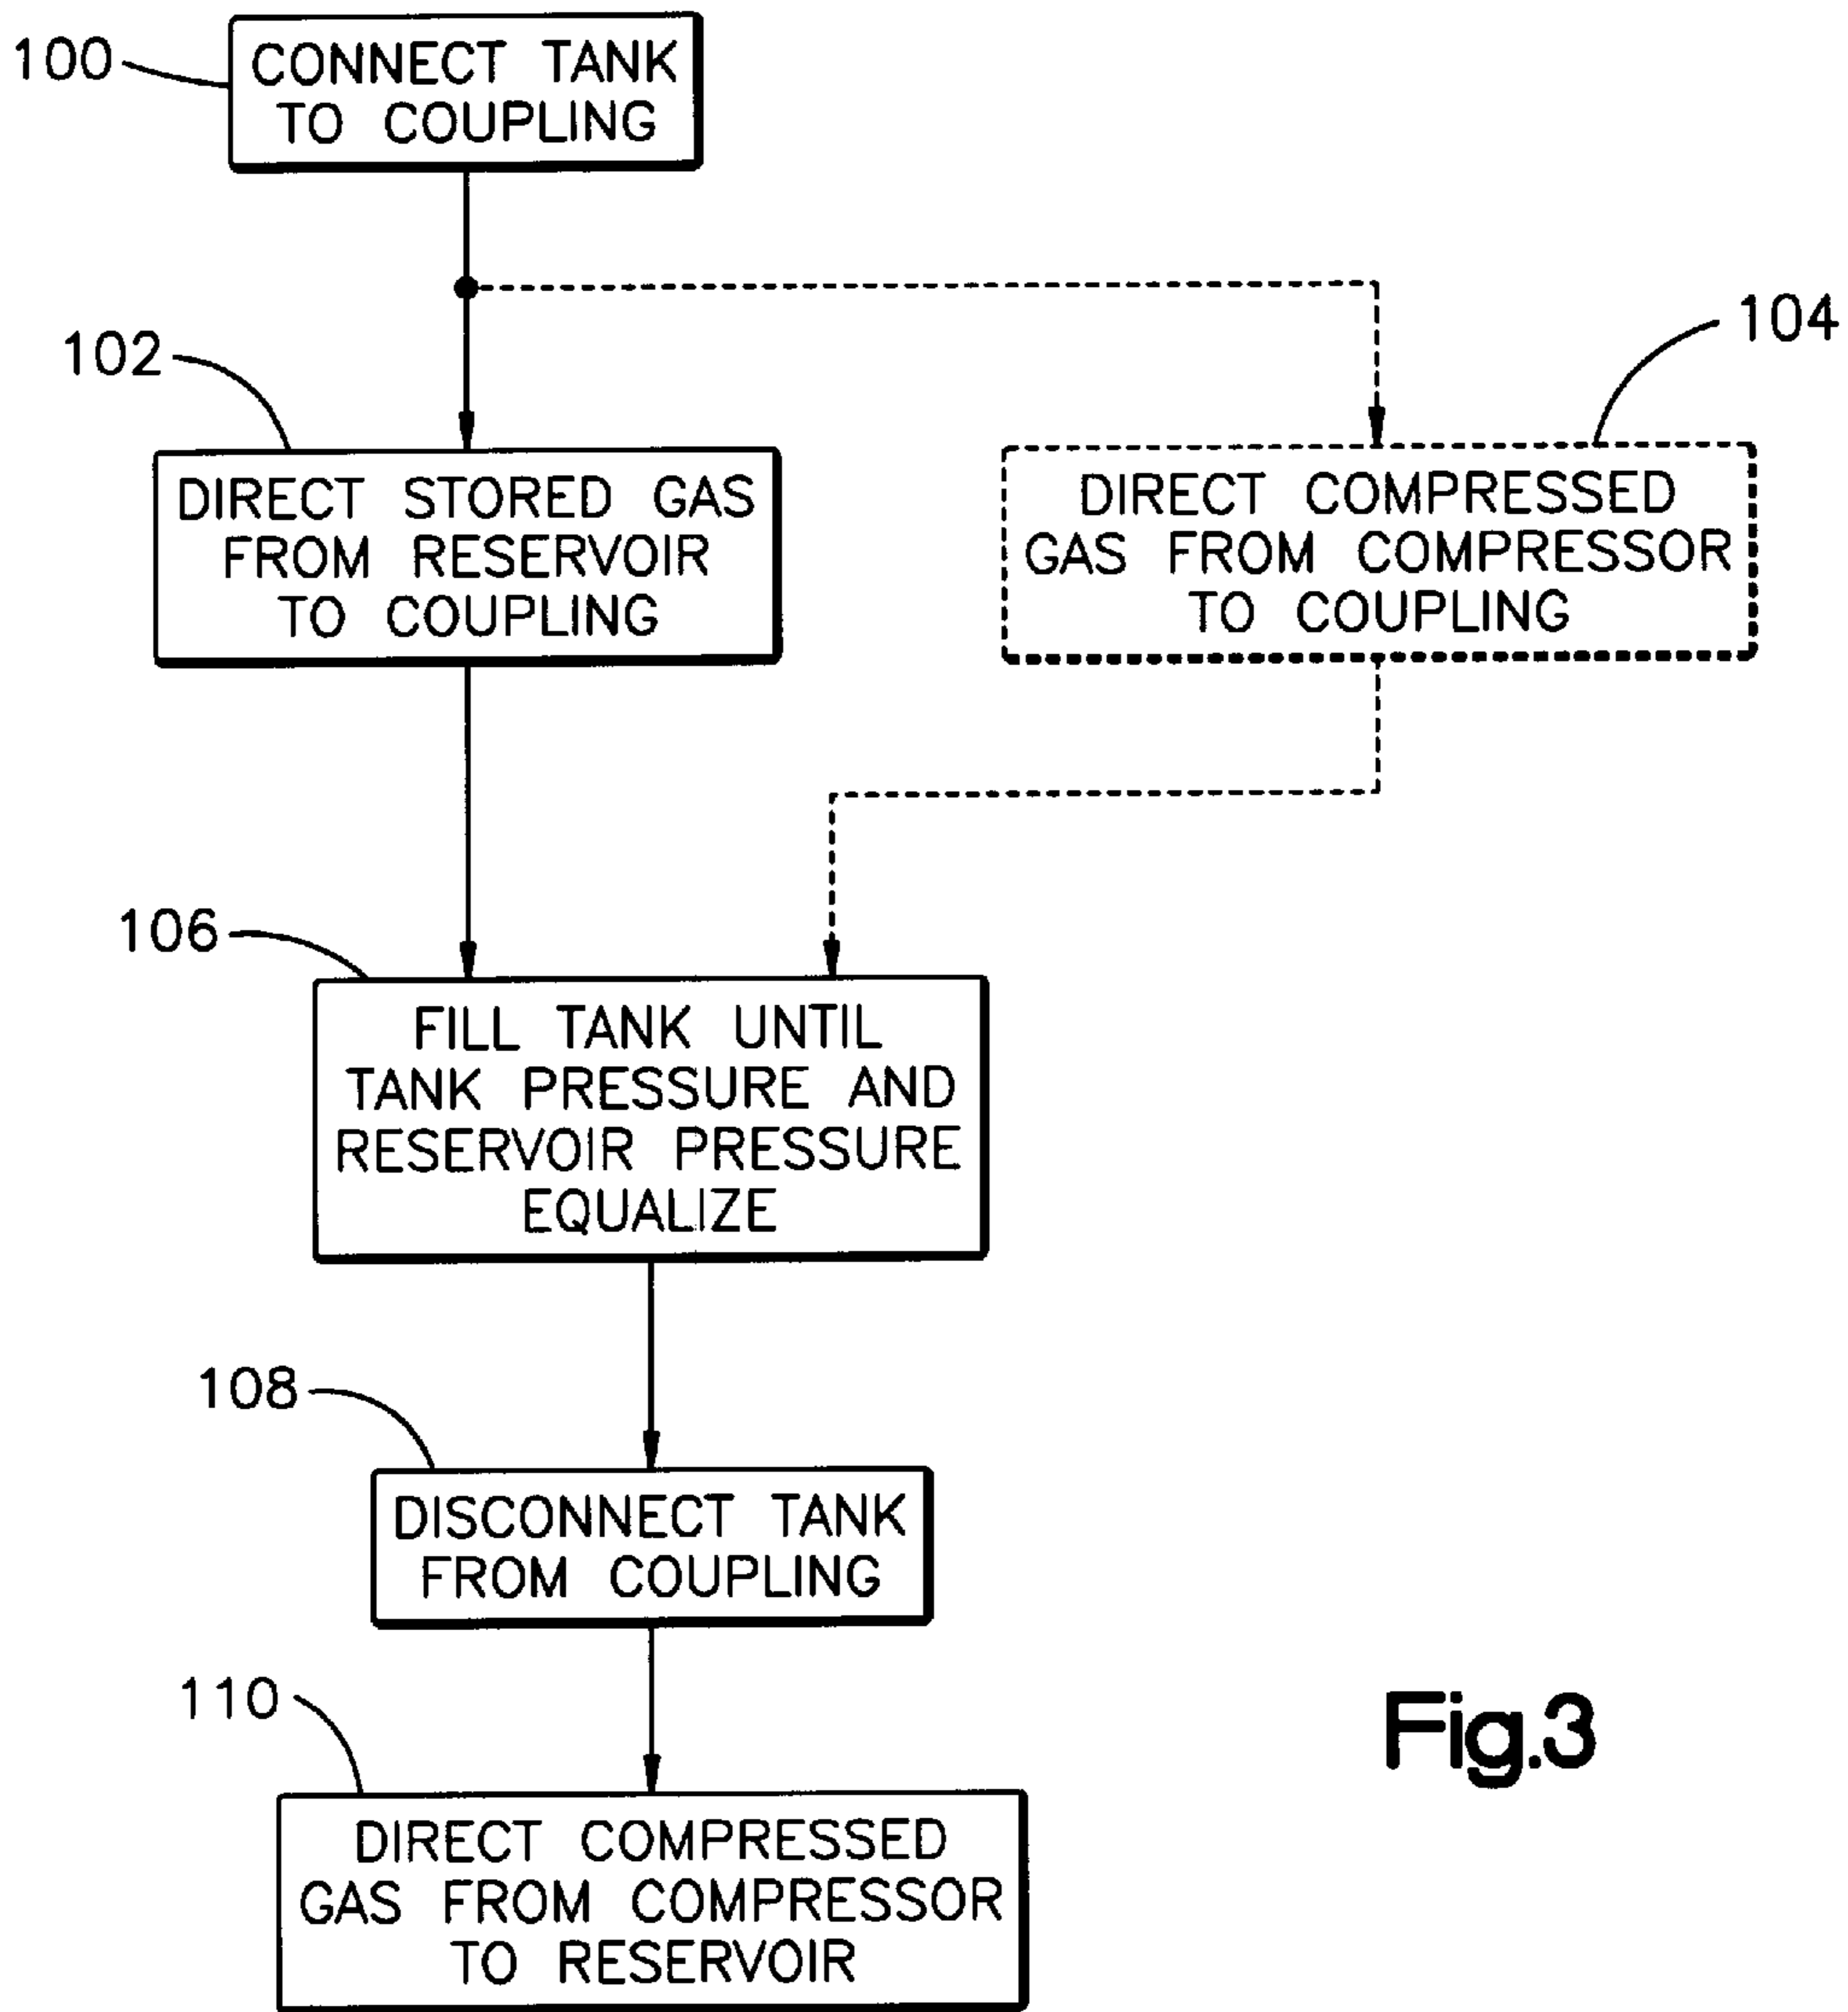 100
CONNECT TANK
TO COUPLING
102
DIRECT STORED GAS
FROM RESERVOIR
TO COUPLING
104
DIRECT COMPRESSED
GAS FROM COMPRESSOR
TO COUPLING
106
FILL TANK UNTIL
TANK PRESSURE AND
RESERVOIR PRESSURE
EQUALIZE
108
DISCONNECT TANK
FROM COUPLING
110
DIRECT COMPRESSED
GAS FROM COMPRESSOR
TO RESERVOIR
Fig.3